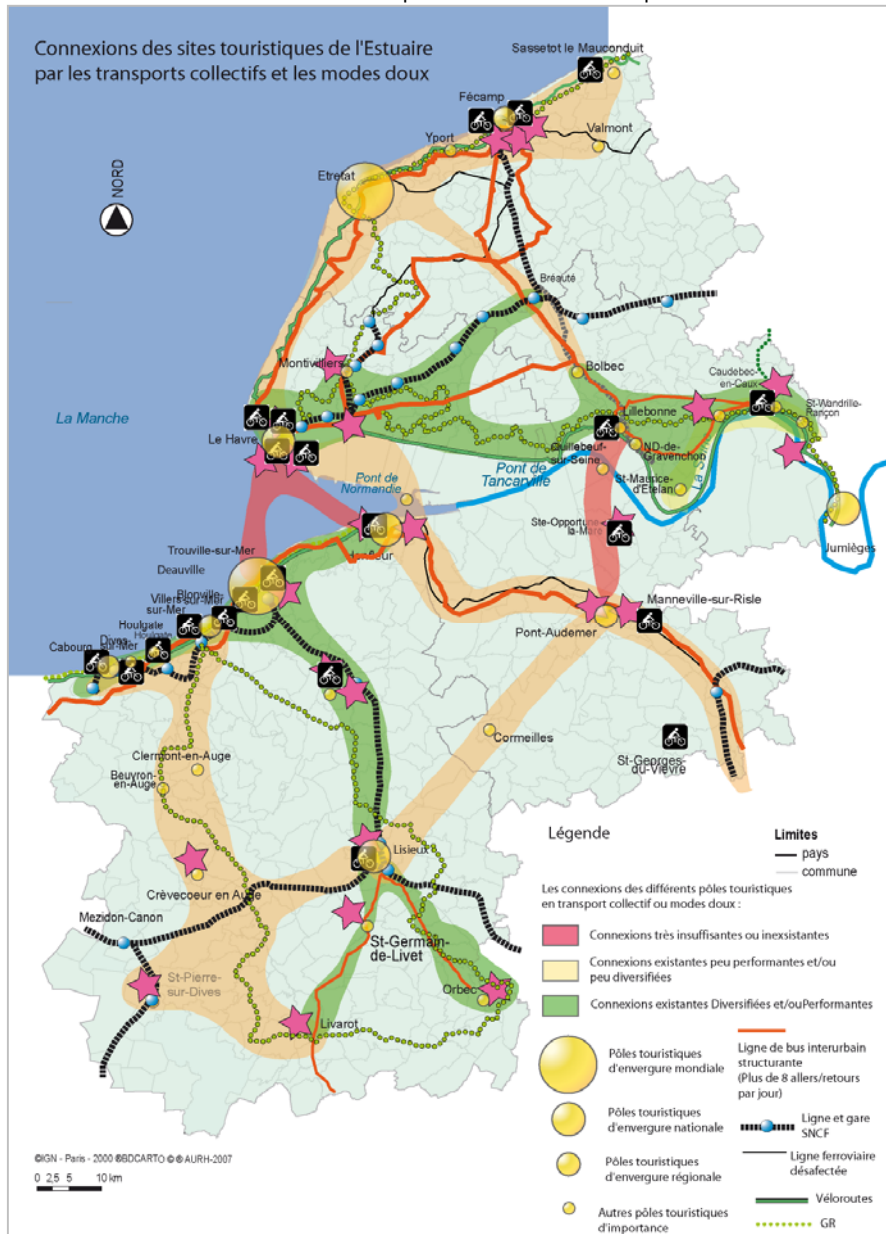 Connexions des sites touristiques de l'Estuaire
par les transports collectifs et les modes doux
Sassetot le Mauconduit
Fécamp
Valmont
Yport
Etretat
NORD
Bréauté
Montivilliers
Bolbec
Caudebec-
en-Caux
St-Wandrille-
Rançon
La Manche
Le Havre
Lillebonne
Quillebeuf-
sur-Seine
ND-de-
Gravenchon
Pont de
Normandie
Pont de
Tancarville
St-Maurice-
d'Etelan
La Seine
Ste-Opportune
la-Mare
Jumièges
Trouville-sur-Mer
Honfleur
Deauville
Blonville
Villers-sur-Mer
sur-Mer
Manneville-sur-Risle
Houlgate
Houlgate
Pont-Audemer
Dives
sur-Mer
Cabourg
Cormeilles
St-Georges-
du-Vièvre
Clermont-en-Auge
Beuvron-
en-Auge
Lisieux
Crèvecoeur en Auge
Mezidon-Canon
St-Germain-
de-Livet
St-Pierre-
sur-Dives
Orbec
Livarot
Légende
Limites
pays
commune
Les connexions des différents pôles touristiques
en transport collectif ou modes doux :
Connexions très insuffisantes ou inexsistantes
Connexions existantes peu performantes et/ou
peu diversifiées
Connexions existantes Diversifiées et/ouPerformantes
Pôles touristiques
d'envergure mondiale
Ligne de bus interurbain
structurante
(Plus de 8 allers/retours
par jour)
Pôles touristiques
d'envergure nationale
Ligne et gare
SNCF
Pôles touristiques
d'envergure régionale
Ligne ferroviaire
désafectée
Autres pôles touristiques
d'importance
Véloroutes
GR
©IGN - Paris - 2000 ®BDCARTO © ® AURH-2007
0 2,5 5 10 km